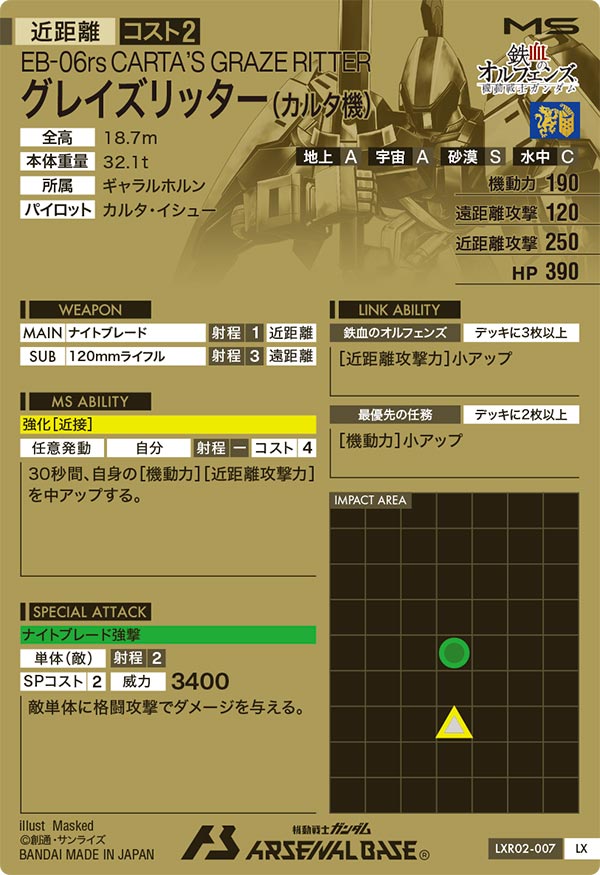 近距離 コスト2
MS
EB-06rs CARTA'S GRAZE RITTER
グレイズリッター(カルタ機)
鉄血の
オルフェンズ
機動戦士ガンダム
全高 18.7m
本体重量 32.1t
所属 ギャラルホルン
パイロット カルタ・イシュー
地上 A 宇宙 A 砂漠 S 水中 C
機動力 190
遠距離攻撃 120
近距離攻撃 250
HP 390
WEAPON
MAIN ナイトブレード 射程 1 近距離
SUB 120mmライフル 射程 3 遠距離
MS ABILITY
強化[近接]
任意発動 自分 射程 ー コスト 4
30秒間、自身の[機動力][近距離攻撃力]
を中アップする。
SPECIAL ATTACK
ナイトブレード強撃
単体(敵) 射程 2
SPコスト 2 威力 3400
敵単体に格闘攻撃でダメージを与える。
LINK ABILITY
鉄血のオルフェンズ デッキに3枚以上
[近距離攻撃力]小アップ
最優先の任務 デッキに2枚以上
[機動力]小アップ
IMPACT AREA
illust Masked
©創通・サンライズ
BANDAI MADE IN JAPAN
機動戦士ガンダム
AB ARSENAL BASE®
LXR02-007 LX